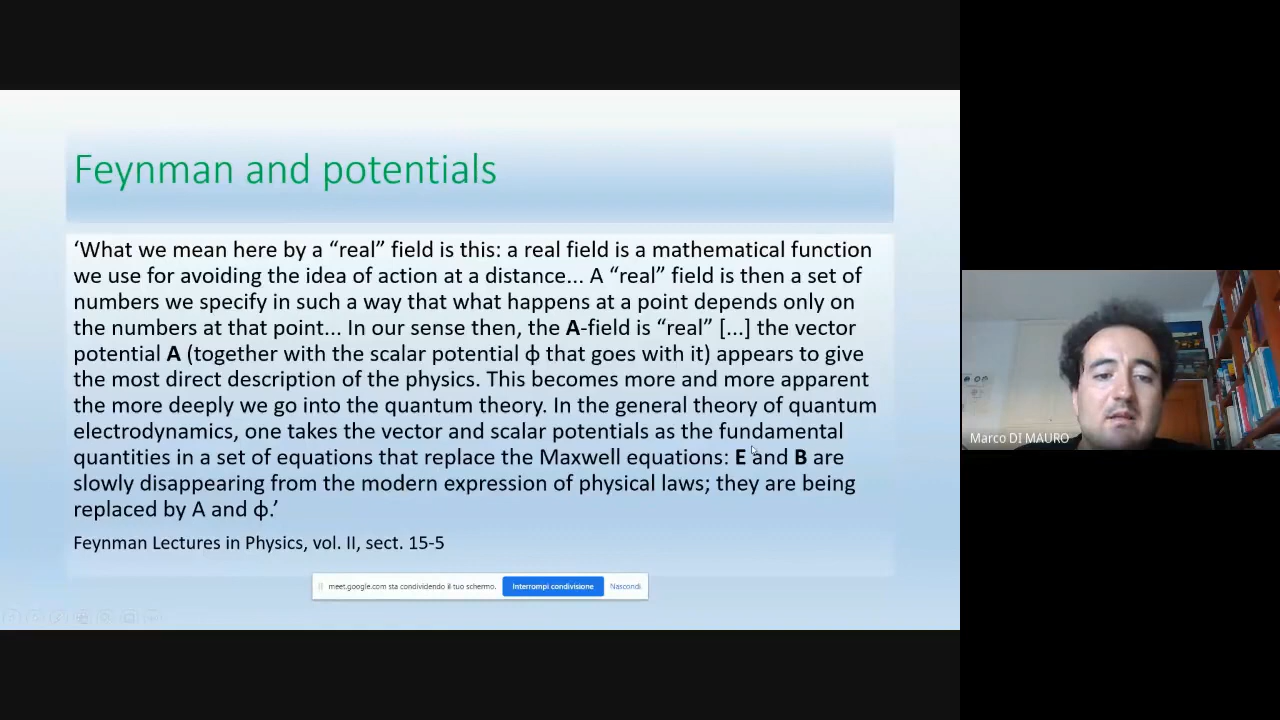 Feynman and potentials
‘What we mean here by a “real” field is this: a real field is a mathematical function
we use for avoiding the idea of action at a distance... A “real” field is then a set of
numbers we specify in such a way that what happens at a point depends only on
the numbers at that point... In our sense then, the A-field is “real” [...] the vector
potential A (together with the scalar potential ϕ that goes with it) appears to give
the most direct description of the physics. This becomes more and more apparent
the more deeply we go into the quantum theory. In the general theory of quantum
electrodynamics, one takes the vector and scalar potentials as the fundamental
quantities in a set of equations that replace the Maxwell equations: E and B are
slowly disappearing from the modern expression of physical laws; they are being
replaced by A and ϕ.’
Feynman Lectures in Physics, vol. II, sect. 15-5
meet.google.com sta condividendo il tuo schermo. Interrompi condivisione Nascondi
Marco DI MAURO